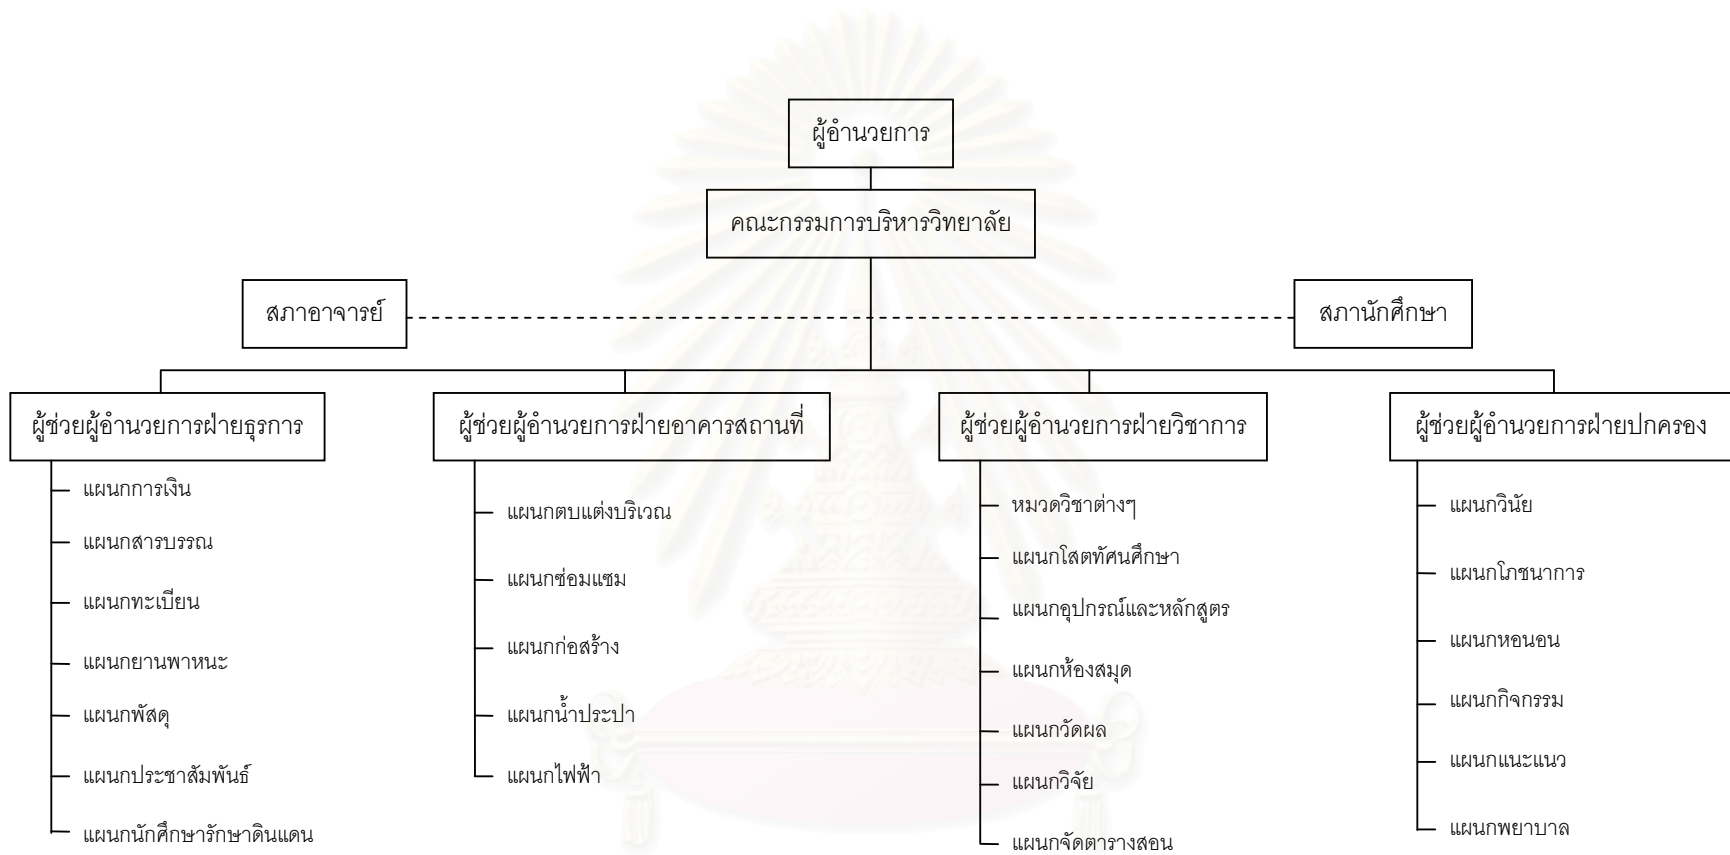 ผู้อำนวยการ
คณะกรรมการบริหารวิทยาลัย
สภาอาจารย์
สภานักศึกษา
ผู้ช่วยผู้อำนวยการฝ่ายธุรการ
แผนกการเงิน
แผนกสารบรรณ
แผนกทะเบียน
แผนกยานพาหนะ
แผนกพัสดุ
แผนกประชาสัมพันธ์
แผนกนักศึกษารักษาดินแดน
ผู้ช่วยผู้อำนวยการฝ่ายอาคารสถานที่
แผนกตบแต่งบริเวณ
แผนกซ่อมแซม
แผนกก่อสร้าง
แผนกน้ำประปา
แผนกไฟฟ้า
ผู้ช่วยผู้อำนวยการฝ่ายวิชาการ
หมวดวิชาต่างๆ
แผนกโสตทัศนศึกษา
แผนกอุปกรณ์และหลักสูตร
แผนกห้องสมุด
แผนกวัดผล
แผนกวิจัย
แผนกจัดตารางสอน
ผู้ช่วยผู้อำนวยการฝ่ายปกครอง
แผนกวินัย
แผนกโภชนาการ
แผนกหอนอน
แผนกกิจกรรม
แผนกแนะแนว
แผนกพยาบาล